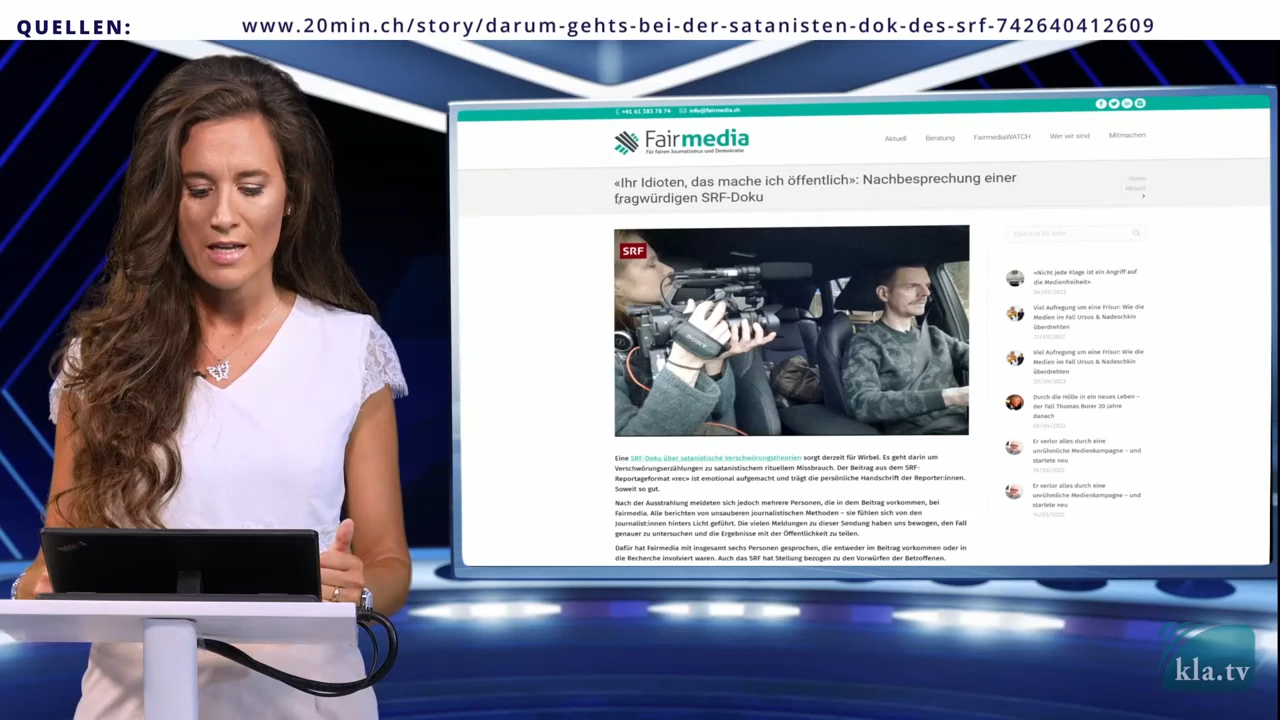 QUELLEN: www.20min.ch/story/darum-gehts-bei-der-satanisten-dok-des-srf-742640412609
+41 61 383 78 74 info@fairmedia.ch
Fairmedia
Für fairen Journalismus und Demokratie
Aktuell Beratung FairmediaWATCH Wer wir sind Mitmachen
«Ihr Idioten, das mache ich öffentlich»: Nachbesprechung einer
fragwürdigen SRF-Doku
Home
/ Aktuell
SRF
SONY
Eine SRF-Doku über satanistische Verschwörungstheorien sorgt derzeit für Wirbel. Es geht darin um
Verschwörungserzählungen zu satanistischem rituellem Missbrauch. Der Beitrag aus dem SRF-
Reportageformat «rec» ist emotional aufgemacht und trägt die persönliche Handschrift der Reporter:innen.
Soweit so gut.
Nach der Ausstrahlung meldeten sich jedoch mehrere Personen, die in dem Beitrag vorkommen, bei
Fairmedia. Alle berichten von unsauberen journalistischen Methoden – sie fühlen sich von den
Journalist:innen hinters Licht geführt. Die vielen Meldungen zu dieser Sendung haben uns bewogen, den Fall
genauer zu untersuchen und die Ergebnisse mit der Öffentlichkeit zu teilen.
Dafür hat Fairmedia mit insgesamt sechs Personen gesprochen, die entweder im Beitrag vorkommen oder in
die Recherche involviert waren. Auch das SRF hat Stellung bezogen zu den Vorwürfen der Betroffenen.
«Nicht jede Klage ist ein Angriff auf
die Medienfreiheit»
Viel Aufregung um eine Frisur: Wie die
Medien im Fall Ursus & Nadeschkin
überdrehten
Viel Aufregung um eine Frisur: Wie die
Medien im Fall Ursus & Nadeschkin
überdrehten
Durch die Hölle in ein neues Leben –
der Fall Thomas Borer 20 Jahre
danach
Er verlor alles durch eine
unrühmliche Medienkampagne – und
startete neu
Er verlor alles durch eine
unrühmliche Medienkampagne – und
startete neu
kla.tv